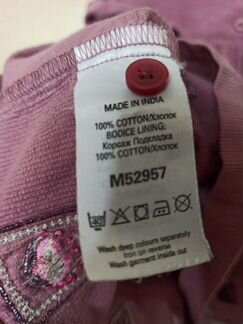 MADE IN INDIA
100% COTTON/Хлопок
BODICE LINING:
Корсаж Подкладка
100% COTTON/Хлопок
M52957
Wash deep colours separately
Iron on reverse
Wash garment inside out